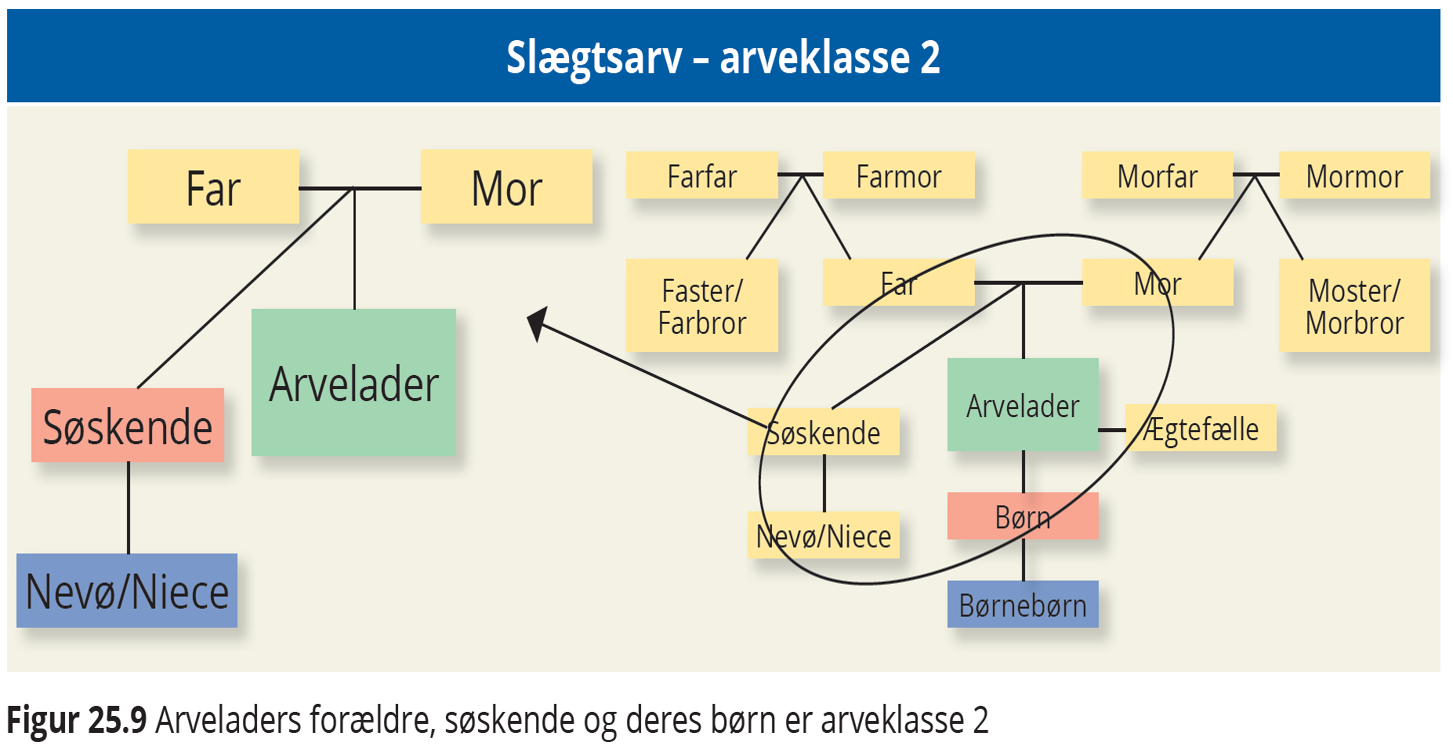 Slægtsarv – arveklasse 2
Far
Mor
Arvelader
Søskende
Nevø/Niece
Farfar
Farmor
Morfar
Mormor
Faster/
Farbror
Far
Mor
Moster/
Morbror
Arvelader
Søskende
Ægtefælle
Børn
Nevø/Niece
Børnebørn
Figur 25.9 Arveladers forældre, søskende og deres børn er arveklasse 2